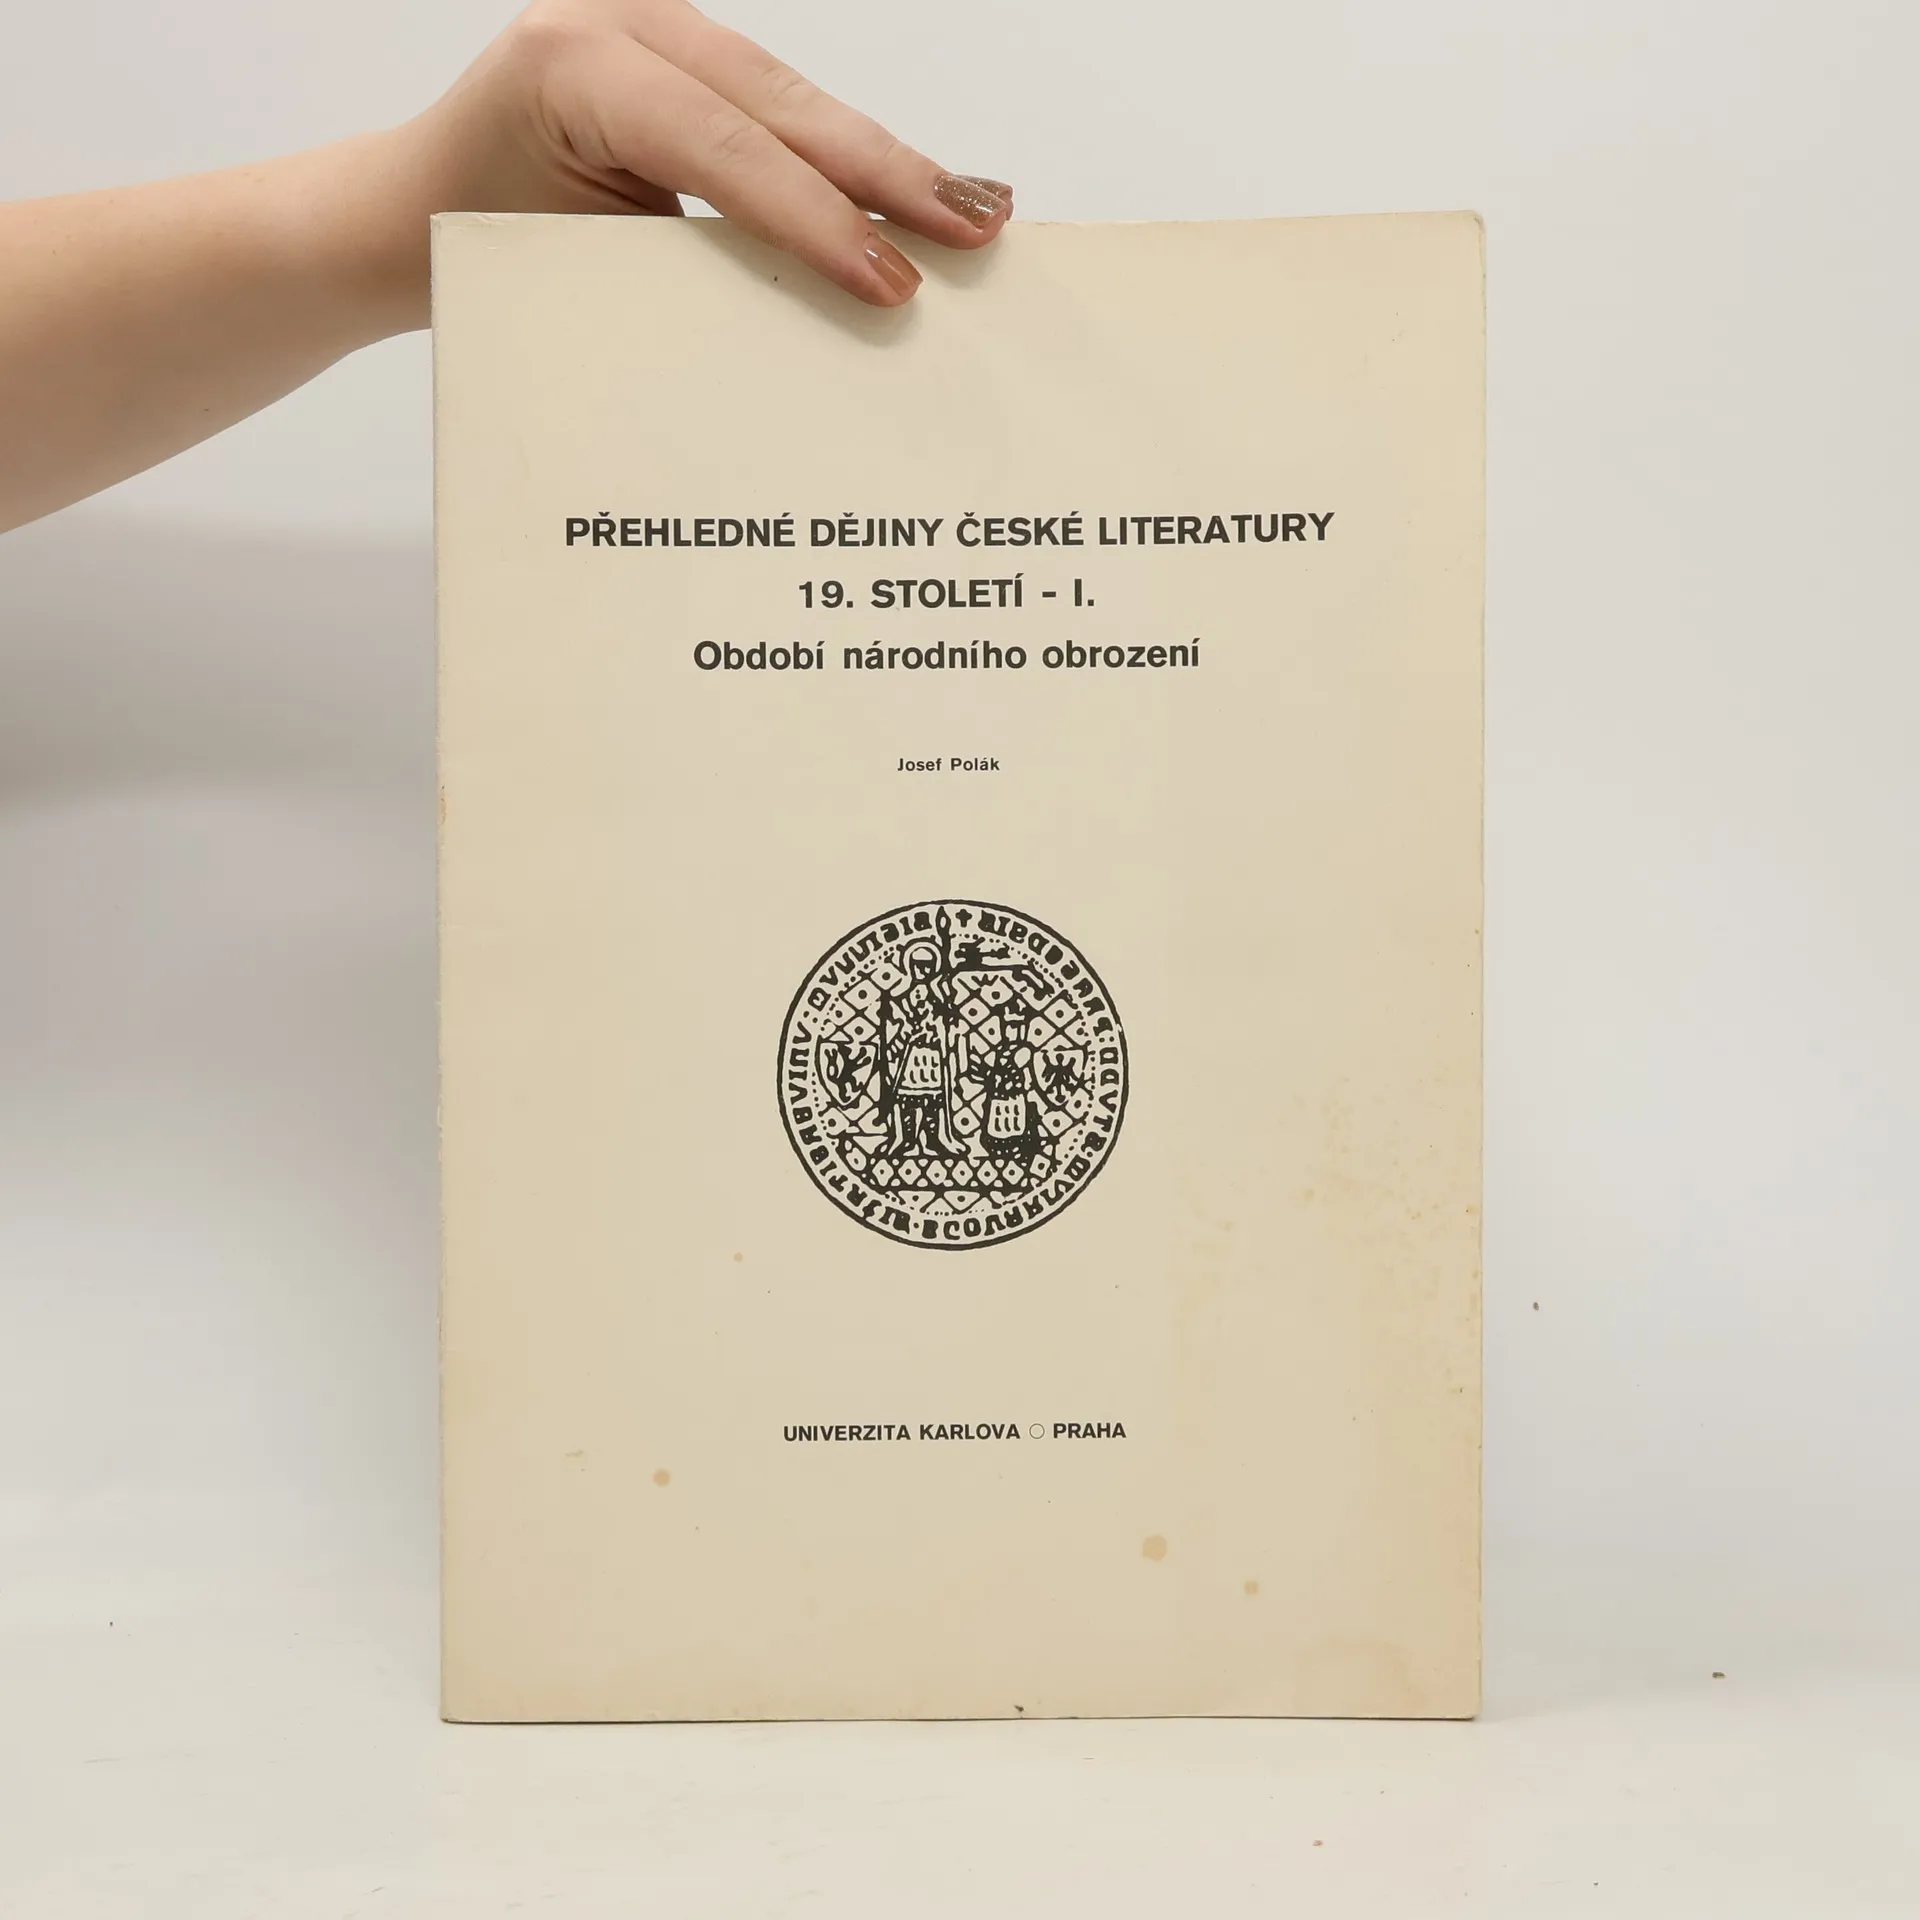 PŘEHLEDNÉ DĚJINY ČESKÉ LITERATURY
19. STOLETÍ - I.
Období národního obrození
Josef Polák
UNIVERZITA KARLOVA ○ PRAHA